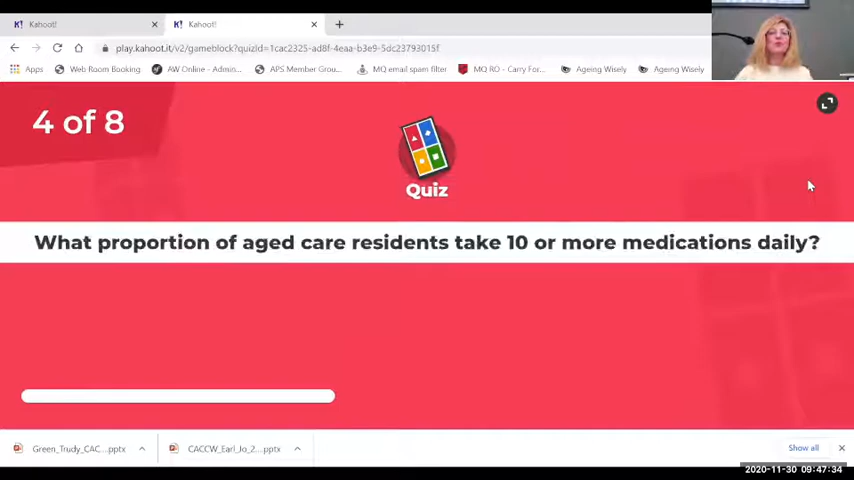 Kahoot!
Kahoot!
play.kahoot.it/v2/gameblock?quizId=1cac2325-ad8f-4eaa-b3e9-5dc23793015f
Apps Web Room Booking AW Online - Admin... APS Member Grou... MQ email spam filter MQ RO - Carry For... Ageing Wisely Ageing Wisely
4 of 8
Quiz
What proportion of aged care residents take 10 or more medications daily?
Green_Trudy_CAC....pptx CACCW_Earl_Jo_2....pptx Show all
2020-11-30 09:47:34